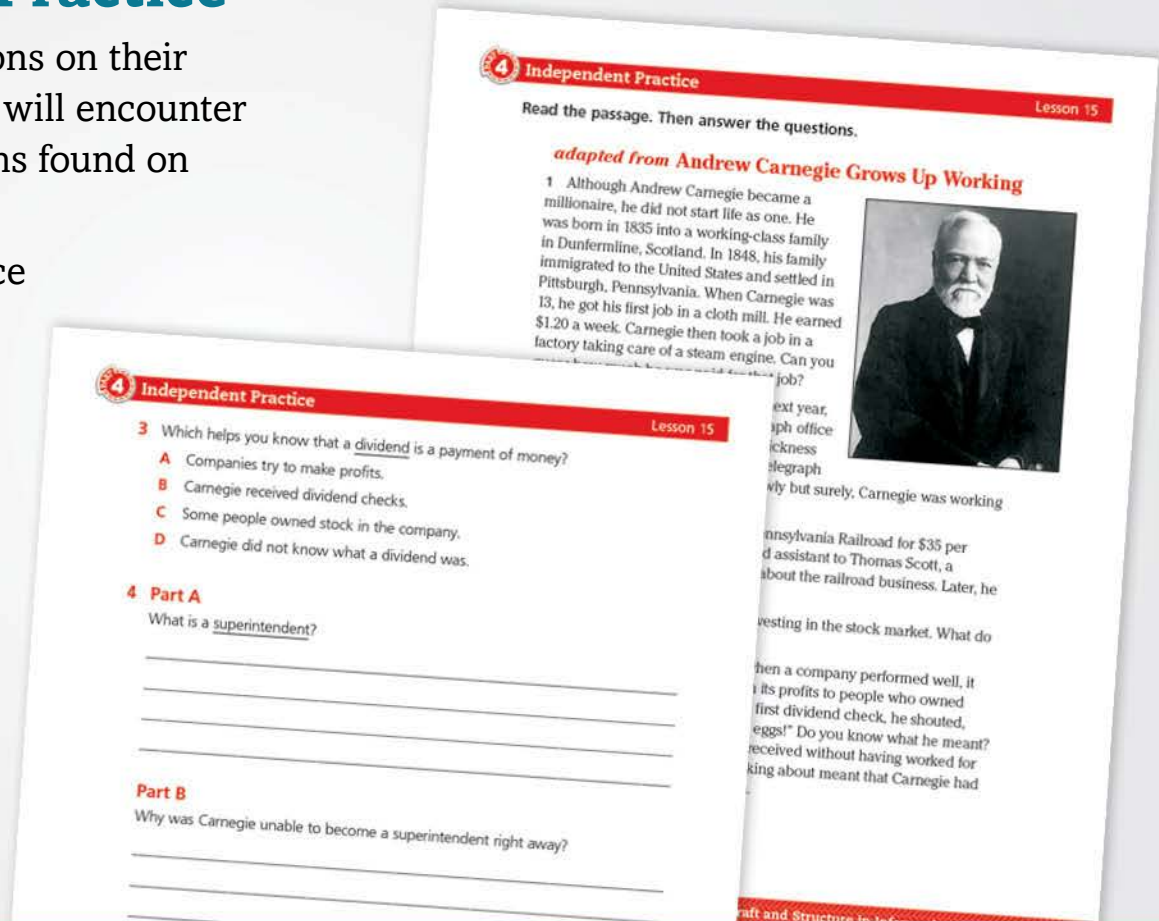 Practice
ons on their
will encounter
ns found on
ce
4 Independent Practice
Lesson 15
Read the passage. Then answer the questions.
adapted from Andrew Carnegie Grows Up Working
1 Although Andrew Carnegie became a
millionaire, he did not start life as one. He
was born in 1835 into a working-class family
in Dunfermline, Scotland. In 1848, his family
immigrated to the United States and settled in
Pittsburgh, Pennsylvania. When Carnegie was
13, he got his first job in a cloth mill. He earned
$1.20 a week. Carnegie then took a job in a
factory taking care of a steam engine. Can you
job?
ext year,
aph office
ickness
elegraph
wly but surely, Carnegie was working
nnsylvania Railroad for $35 per
d assistant to Thomas Scott, a
about the railroad business. Later, he
vesting in the stock market. What do
hen a company performed well, it
its profits to people who owned
first dividend check, he shouted,
eggs!" Do you know what he meant?
received without having worked for
king about meant that Carnegie had
raft and Structure in
4 Independent Practice
Lesson 15
3 Which helps you know that a dividend is a payment of money?
A Companies try to make profits.
B Carnegie received dividend checks.
C Some people owned stock in the company.
D Carnegie did not know what a dividend was.
4 Part A
What is a superintendent?
Part B
Why was Carnegie unable to become a superintendent right away?